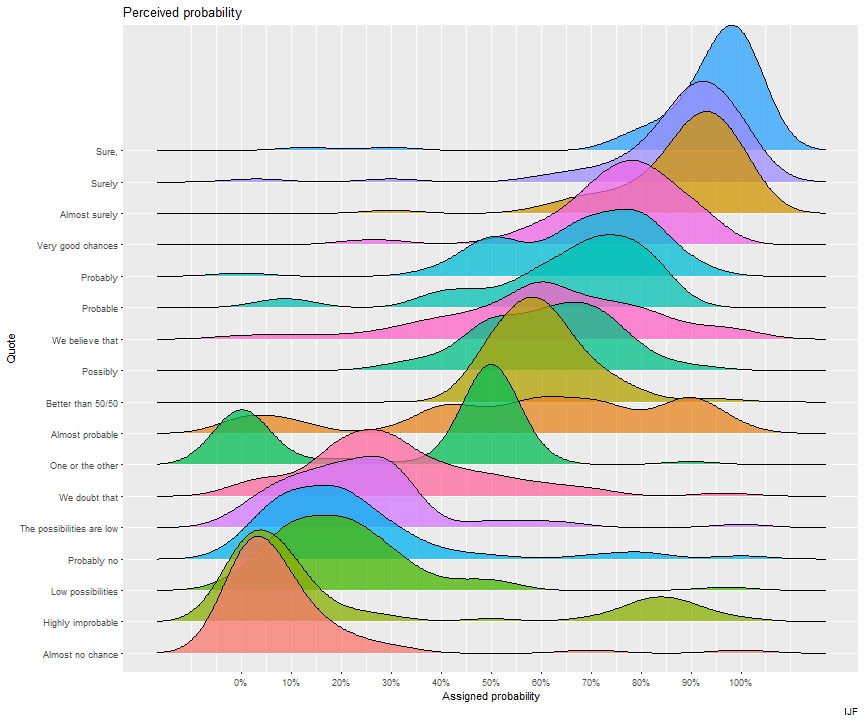 Perceived probability
Quote
Sure,
Surely
Almost surely
Very good chances
Probably
Probable
We believe that
Possibly
Better than 50/50
Almost probable
One or the other
We doubt that
The possibilities are low
Probably no
Low possibilities
Highly improbable
Almost no chance
0% 10% 20% 30% 40% 50% 60% 70% 80% 90% 100%
Assigned probability
IJF